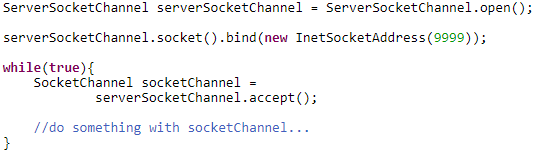 ServerSocketChannel serverSocketChannel = ServerSocketChannel.open();
serverSocketChannel.socket().bind(new InetSocketAddress(9999));
while(true){
    SocketChannel socketChannel =
            serverSocketChannel.accept();
    //do something with socketChannel...
}